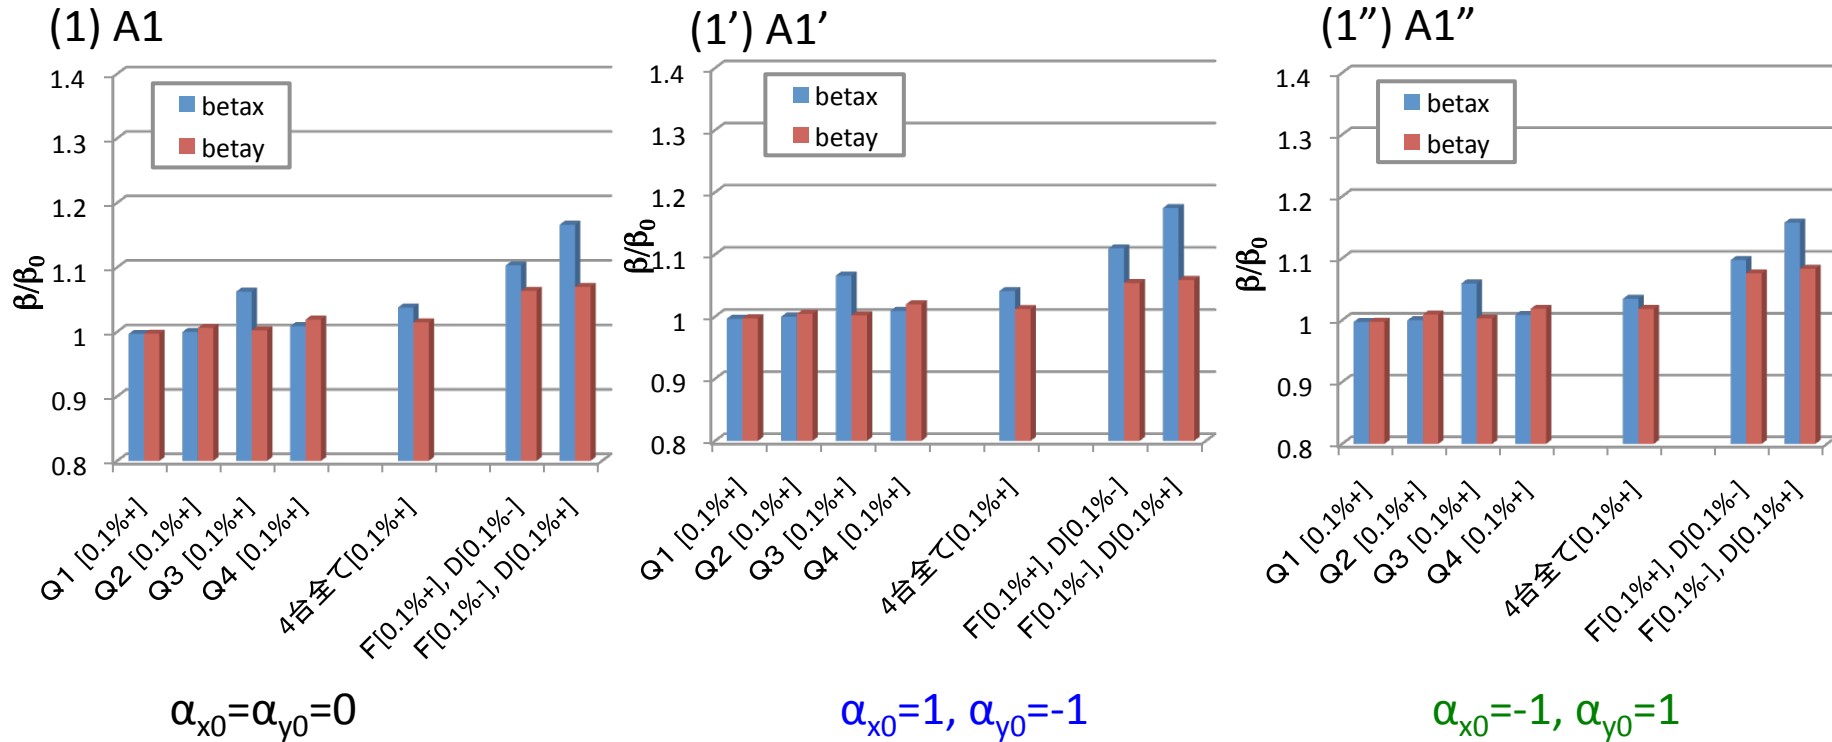 (1) A1
1.4
1.3
1.2
1.1
1
0.9
0.8
β/β0
betax
betay
Q1 [0.1%+]
Q2 [0.1%+]
Q3 [0.1%+]
Q4 [0.1%+]
4台全て[0.1%+]
F[0.1%+], D[0.1%-]
F[0.1%-], D[0.1%+]
αx0=αy0=0
(1') A1'
1.4
1.3
1.2
1.1
1
0.9
0.8
β/β0
betax
betay
Q1 [0.1%+]
Q2 [0.1%+]
Q3 [0.1%+]
Q4 [0.1%+]
4台全て[0.1%+]
F[0.1%+], D[0.1%-]
F[0.1%-], D[0.1%+]
αx0=1, αy0=-1
(1”) A1”
1.4
1.3
1.2
1.1
1
0.9
0.8
β/β0
betax
betay
Q1 [0.1%+]
Q2 [0.1%+]
Q3 [0.1%+]
Q4 [0.1%+]
4台全て[0.1%+]
F[0.1%+], D[0.1%-]
F[0.1%-], D[0.1%+]
αx0=-1, αy0=1